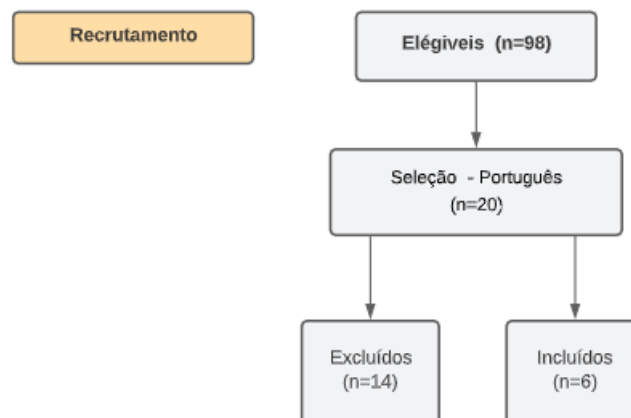 Recrutamento
Elégiveis (n=98)
Seleção - Português
(n=20)
Excluídos
(n=14)
Incluídos
(n=6)